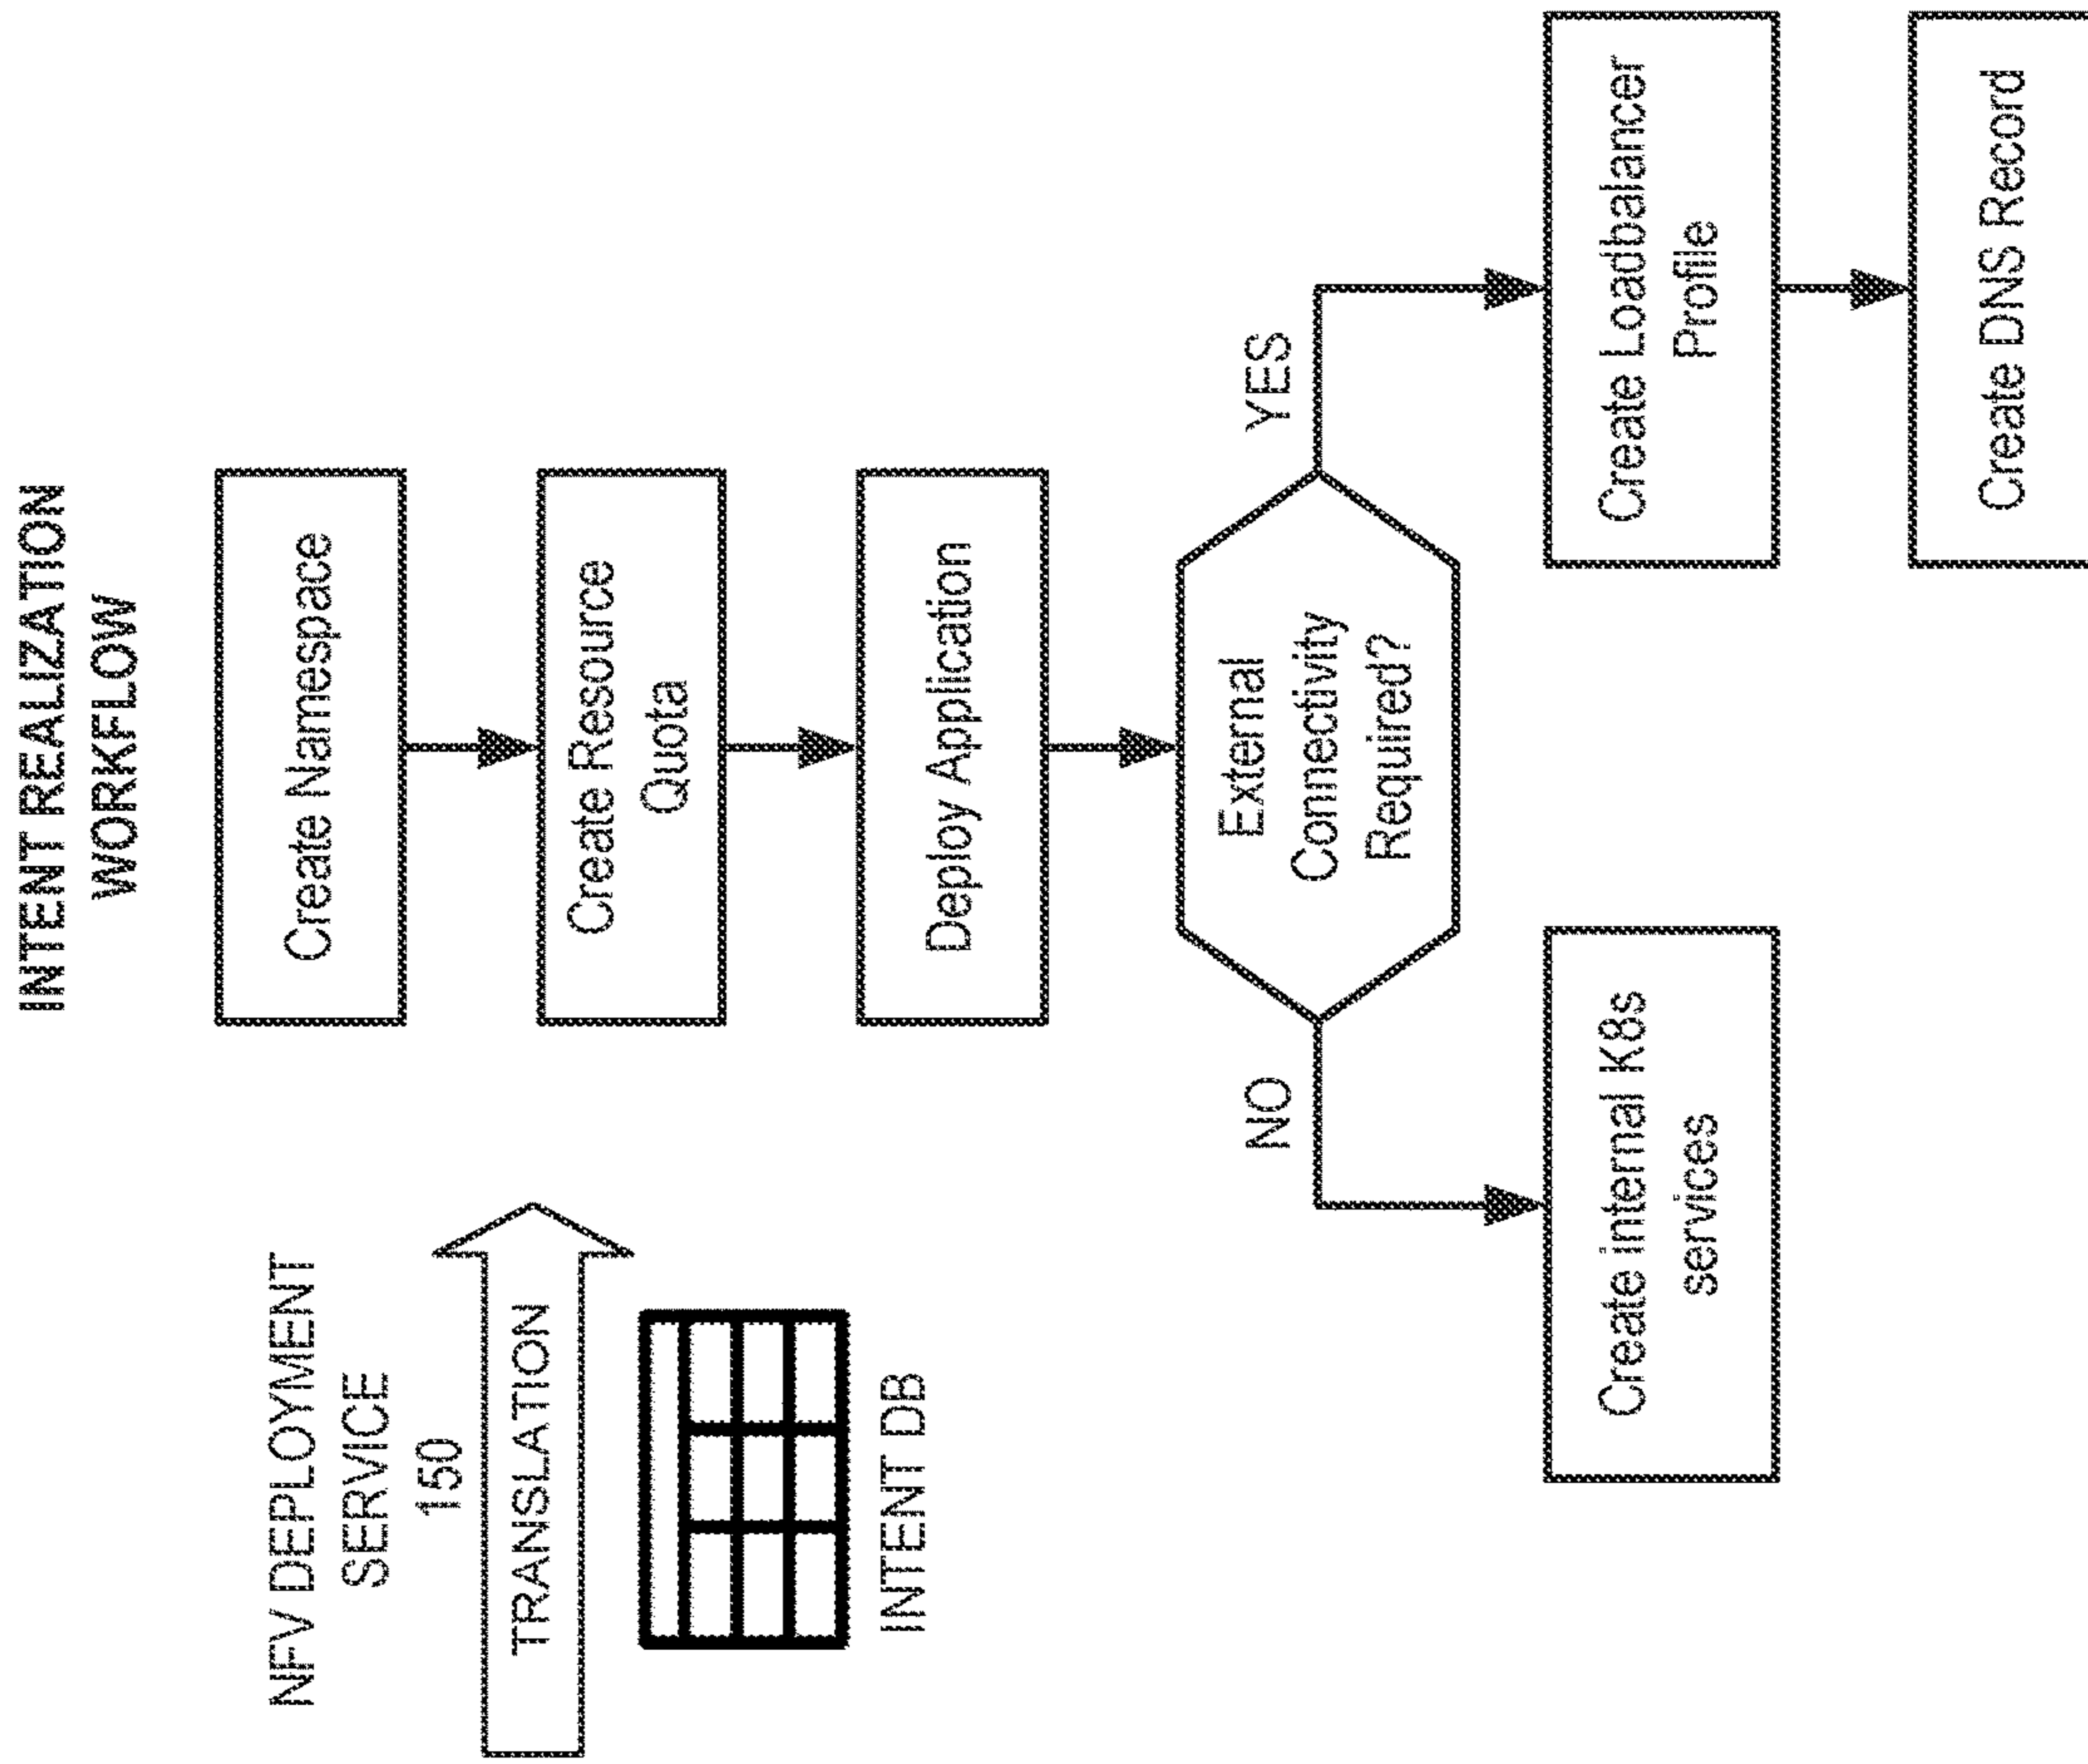 INTENT REALIZATION
WORKFLOW
NFV DEPLOYMENT
SERVICE
150
TRANSLATION
INTENT DB
Create Namespace
Create Resource
Quota
Deploy Application
External
Connectivity
Required?
NO
YES
Create internal K8s
services
Create Loadbalancer
Profile
Create DNS Record